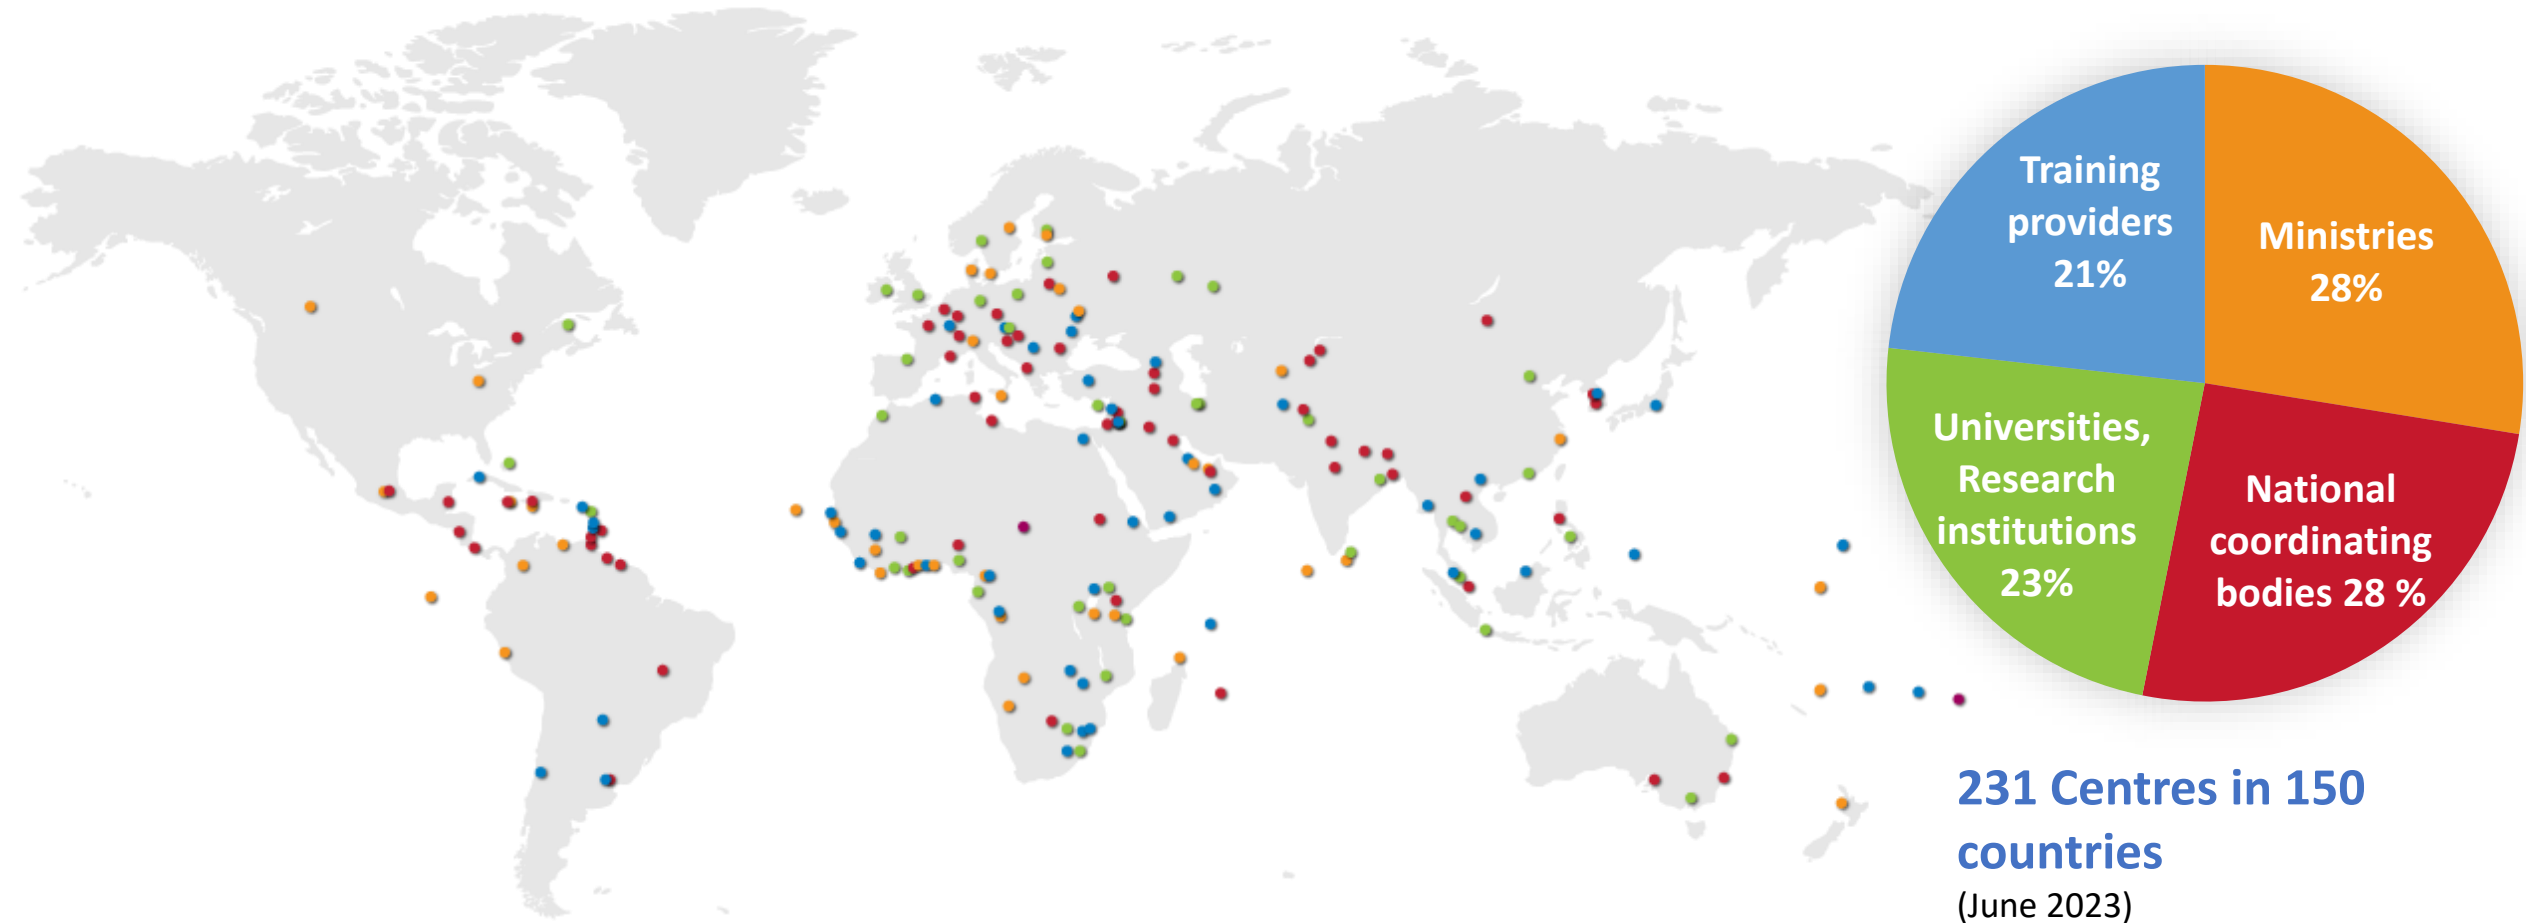 Training
providers
21%
Ministries
28%
Universities,
Research
institutions
23%
National
coordinating
bodies 28 %
231 Centres in 150
countries
(June 2023)